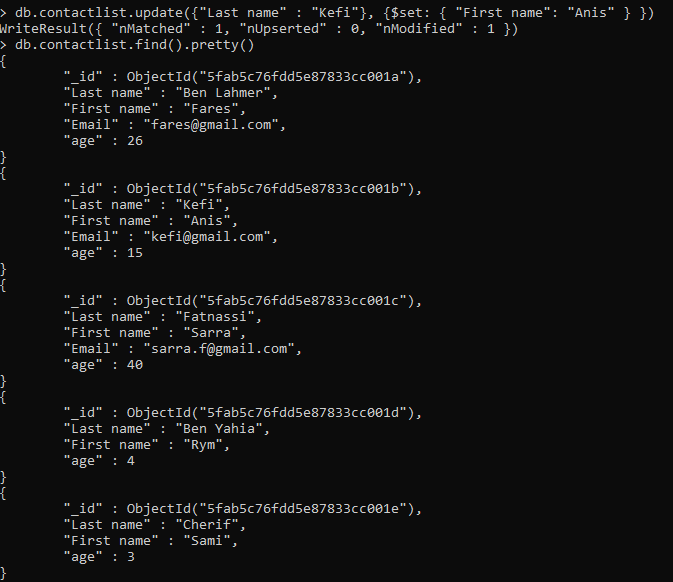 > db.contactlist.update({"Last name" : "Kefi"}, {$set: { "First name": "Anis" } })
WriteResult({ "nMatched" : 1, "nUpserted" : 0, "nModified" : 1 })
> db.contactlist.find().pretty()
{
        "_id" : ObjectId("5fab5c76fdd5e87833cc001a"),
        "Last name" : "Ben Lahmer",
        "First name" : "Fares",
        "Email" : "fares@gmail.com",
        "age" : 26
}
{
        "_id" : ObjectId("5fab5c76fdd5e87833cc001b"),
        "Last name" : "Kefi",
        "First name" : "Anis",
        "Email" : "kefi@gmail.com",
        "age" : 15
}
{
        "_id" : ObjectId("5fab5c76fdd5e87833cc001c"),
        "Last name" : "Fatnassi",
        "First name" : "Sarra",
        "Email" : "sarra.f@gmail.com",
        "age" : 40
}
{
        "_id" : ObjectId("5fab5c76fdd5e87833cc001d"),
        "Last name" : "Ben Yahia",
        "First name" : "Rym",
        "age" : 4
}
{
        "_id" : ObjectId("5fab5c76fdd5e87833cc001e"),
        "Last name" : "Cherif",
        "First name" : "Sami",
        "age" : 3
}